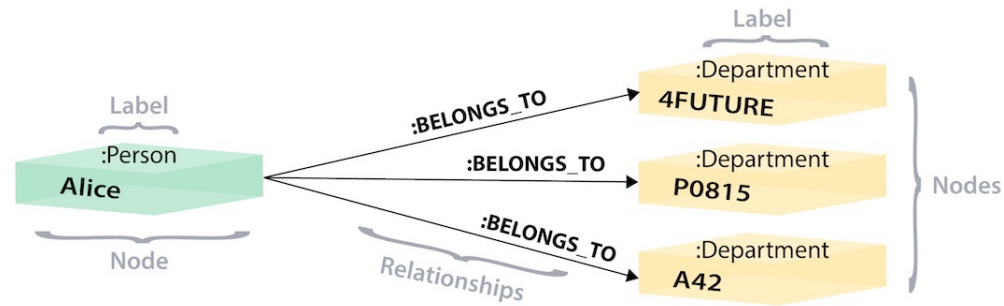 Label
:Department
4FUTURE
:BELONGS_TO
Label
:Person
Alice
:BELONGS_TO
:Department
P0815
Nodes
:BELONGS_TO
Node
Relationships
:Department
A42